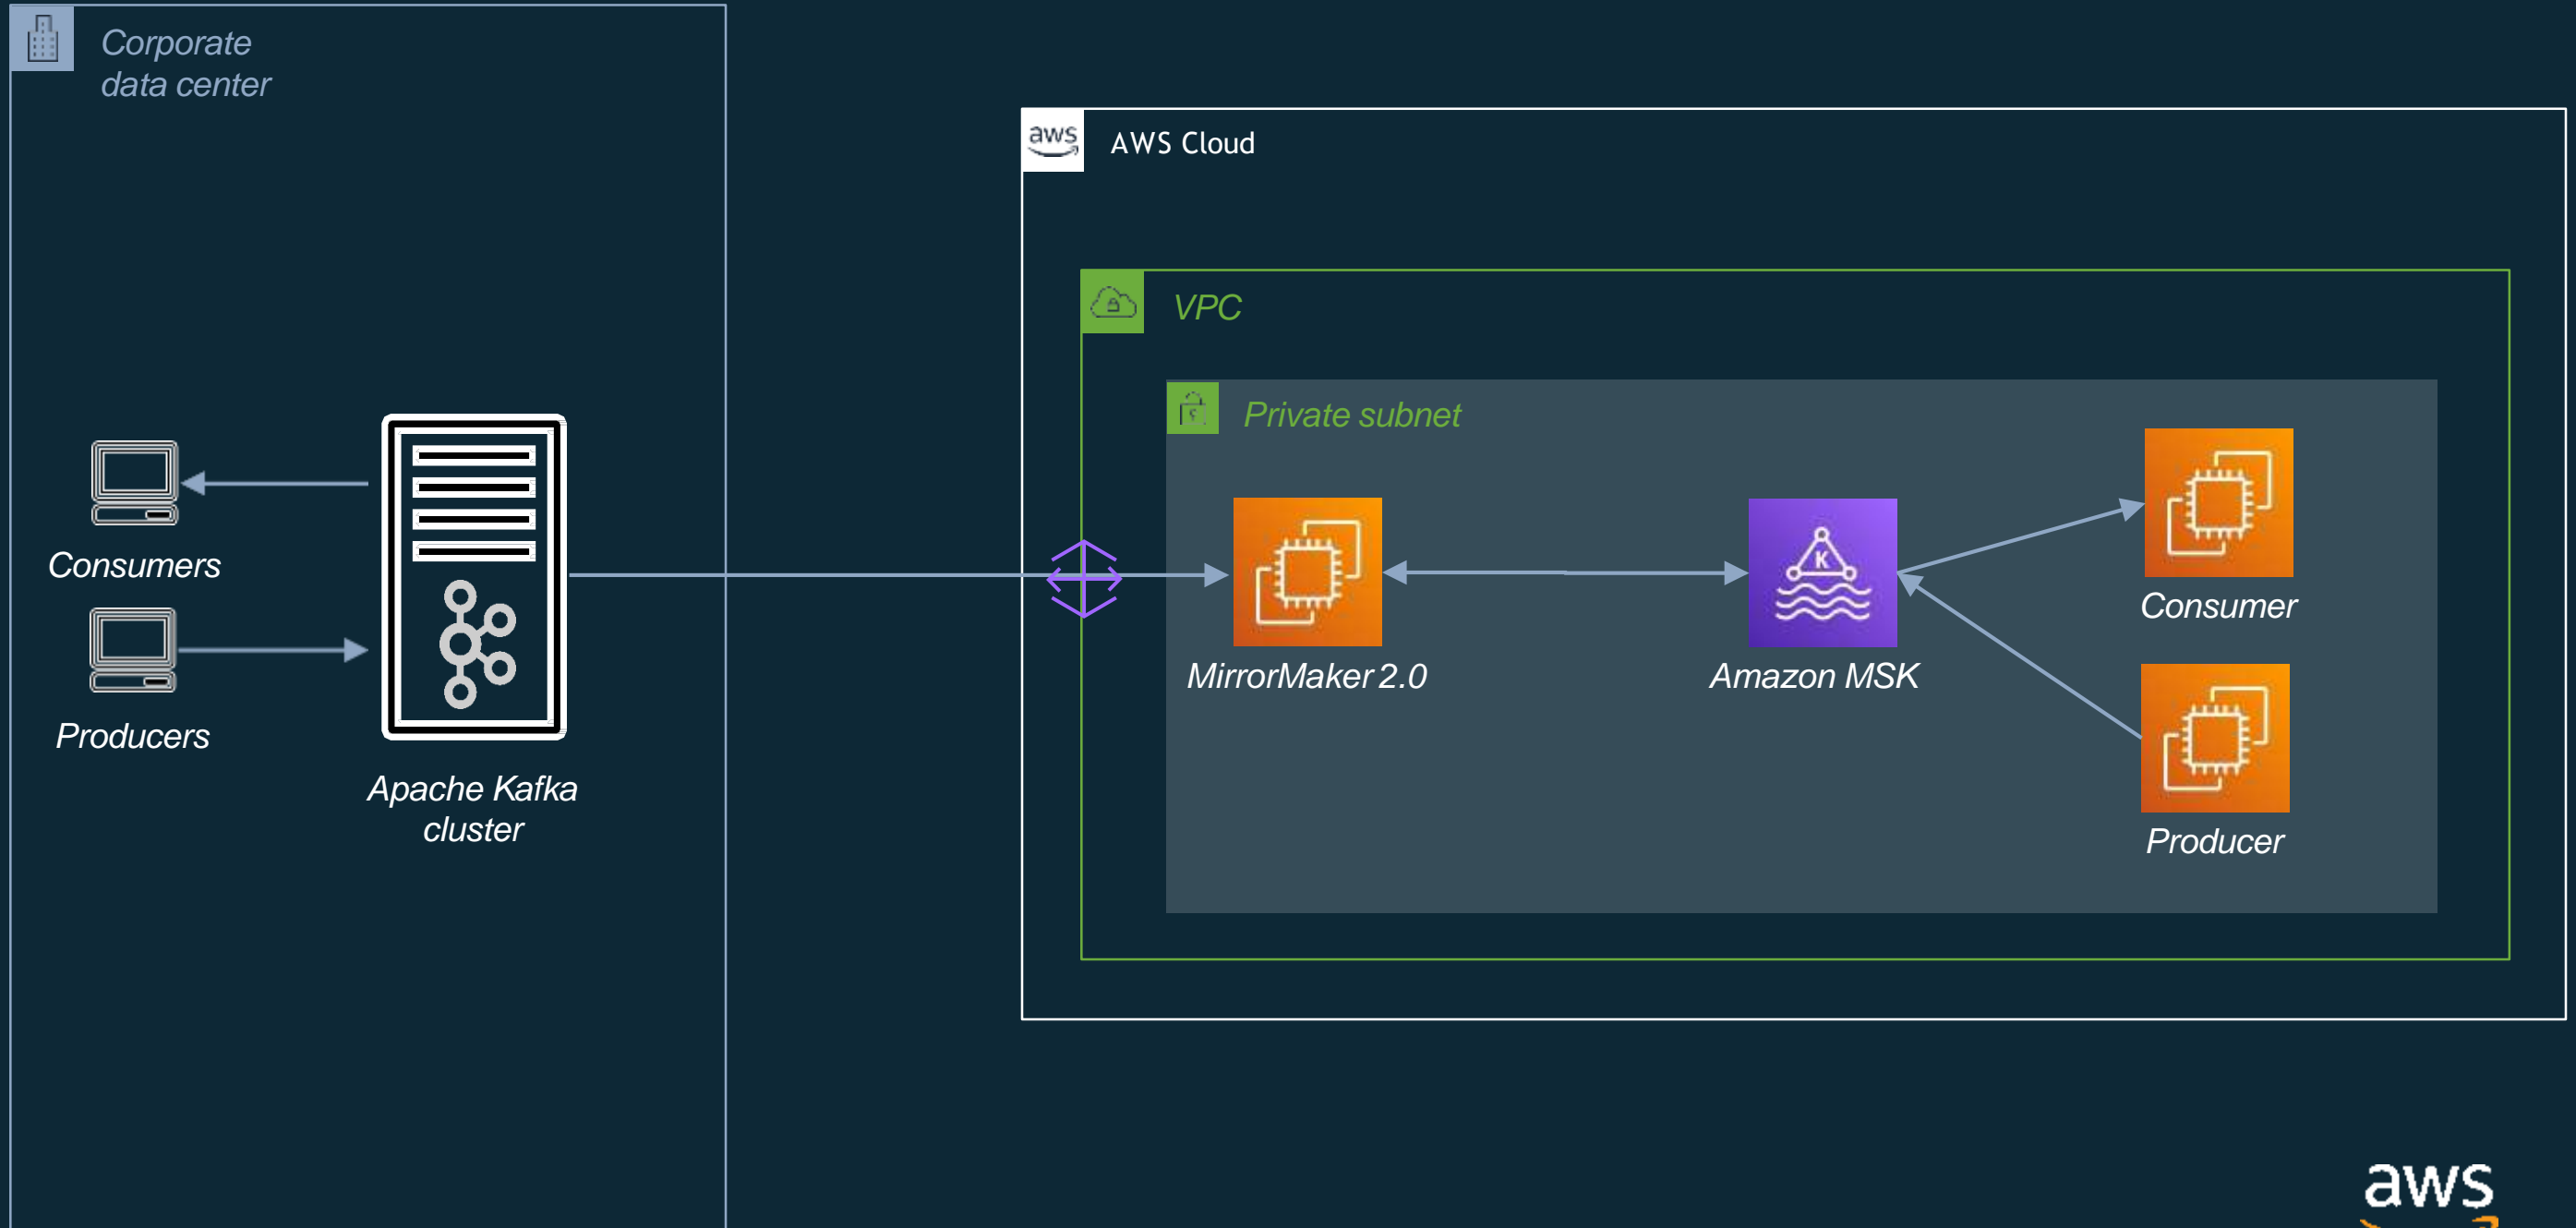 Corporate
data center
aws
AWS Cloud
VPC
Private subnet
Consumers
Producers
Apache Kafka
cluster
MirrorMaker 2.0
K
Amazon MSK
Consumer
Producer
aws